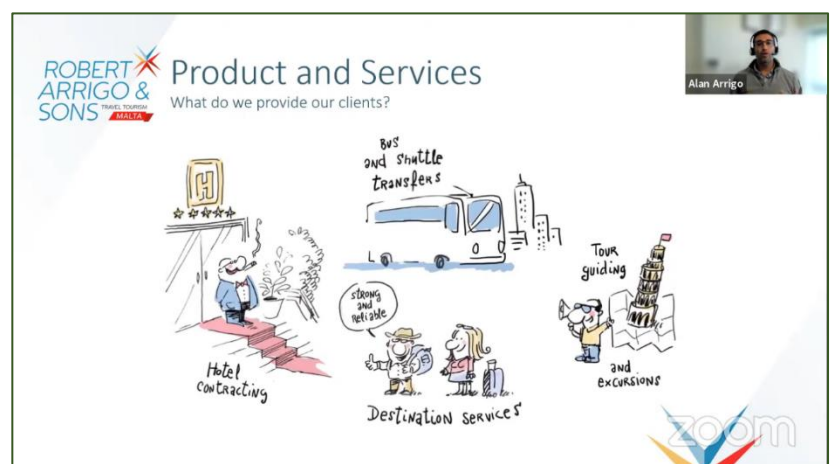 ROBERT
ARRIGO &
SONS
TRAVEL TOURISM
MALTA
Product and Services
What do we provide our clients?
Alan Arrigo
H
Bus
and shuttle
transfers
Tour
guiding
strong
and
Reliable
Hotel
contracting
Destination services
and
excursions
zoom